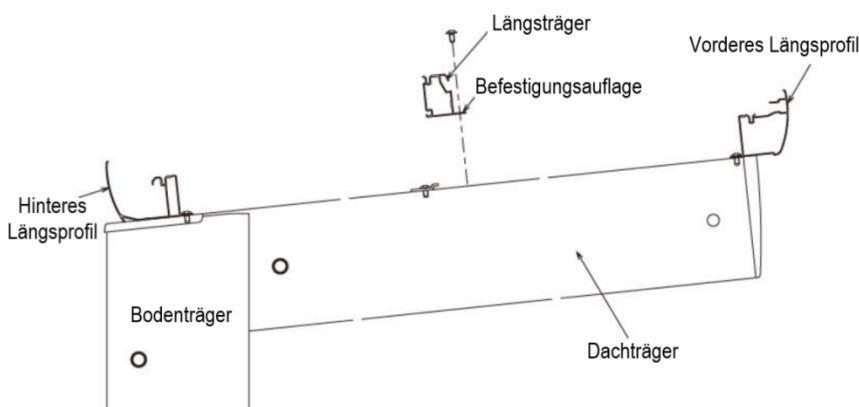 Längsträger
Vorderes Längsprofil
Befestigungsauflage
Hinteres
Längsprofil
Bodenträger
Dachträger